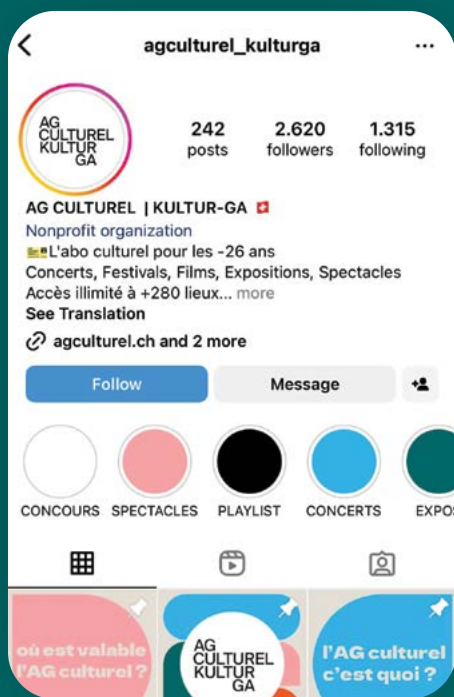 agculturel_kulturga
AG
CULTUREL
KULTUR
GA
242 2.620 1.315
posts followers following
AG CULTUREL | KULTUR-GA 🇨🇭
Nonprofit organization
L'abo culturel pour les -26 ans
Concerts, Festivals, Films, Expositions, Spectacles
Accès illimité à +280 lieux... more
See Translation
agculturel.ch and 2 more
Follow Message
CONCOURS SPECTACLES PLAYLIST CONCERTS EXPOS
où est valable
l'AG culturel ?
AG
CULTUREL
KULTUR
GA
l'AG culturel
c'est quoi ?